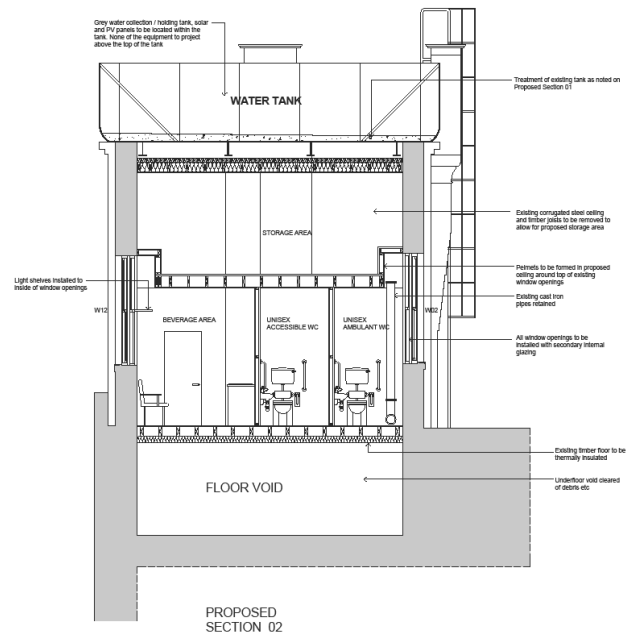 Grey water collection / holding tank, solar
and PV panels to be located within the
tank. None of the equipment to project
above the top of the tank
WATER TANK
Treatment of existing tank as noted on
Proposed Section 01
Existing corrugated steel ceiling
and timber joists to be removed to
allow for proposed storage area
STORAGE AREA
Pelmets to be formed in proposed
ceiling around top of existing
window openings
Light shelves installed to
inside of window openings
Existing cast iron
pipes retained
W12
W02
BEVERAGE AREA
UNISEX
ACCESSIBLE WC
UNISEX
AMBULANT WC
All window openings to be
installed with secondary internal
glazing
Existing timber floor to be
thermally insulated
FLOOR VOID
Underfloor void cleared
of debris etc
PROPOSED
SECTION 02